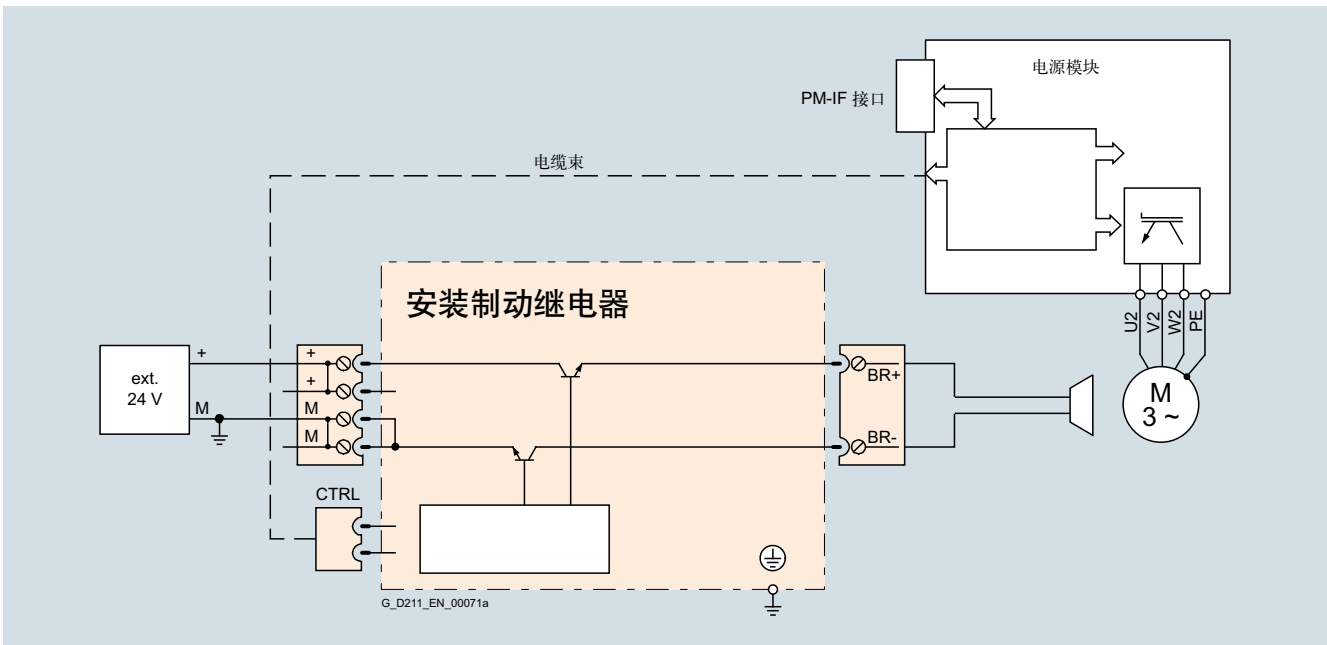 电源模块
PM-IF 接口
电缆束
安装制动继电器
U2
V2
W2
PE
ext.
24 V
+
M
+
+
M
M
BR+
BR-
M
3 ~
CTRL
G_D211_EN_00071a